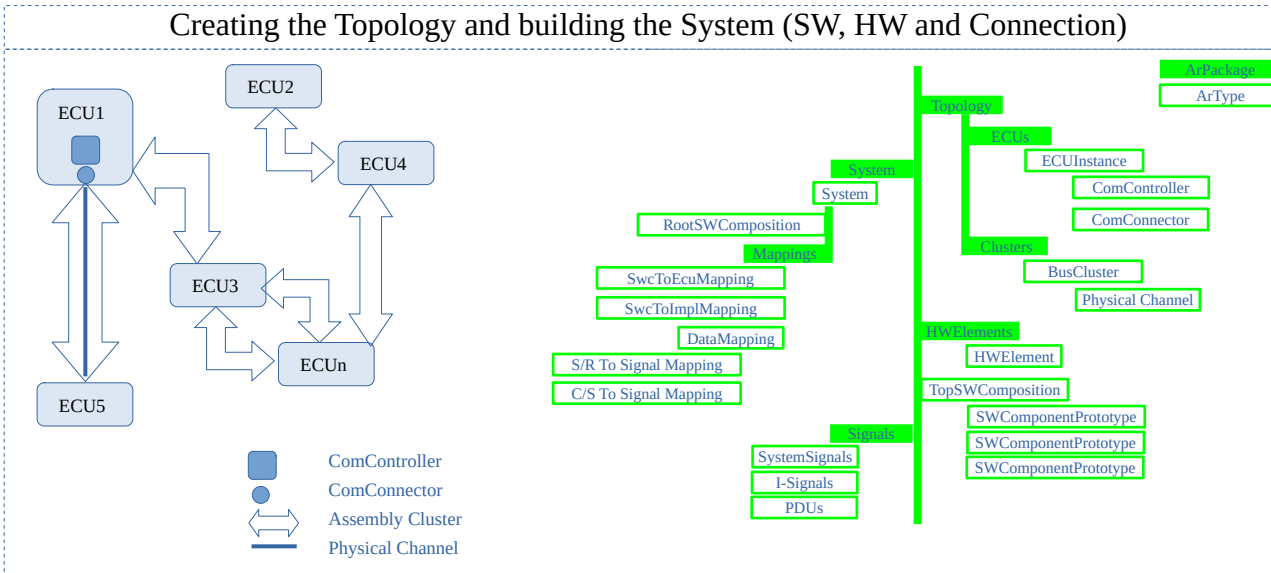 Creating the Topology and building the System (SW, HW and Connection)
ECU1
ECU2
ECU4
ECU3
ECUn
ECU5
ComController
ComConnector
Assembly Cluster
Physical Channel
ArPackage
ArType
Topology
ECUs
ECUInstance
ComController
ComConnector
Clusters
BusCluster
Physical Channel
System
System
RootSWComposition
Mappings
SwcToEcuMapping
SwcToImplMapping
DataMapping
S/R To Signal Mapping
C/S To Signal Mapping
HWElements
HWElement
TopSWComposition
SWComponentPrototype
SWComponentPrototype
SWComponentPrototype
Signals
SystemSignals
I-Signals
PDUs